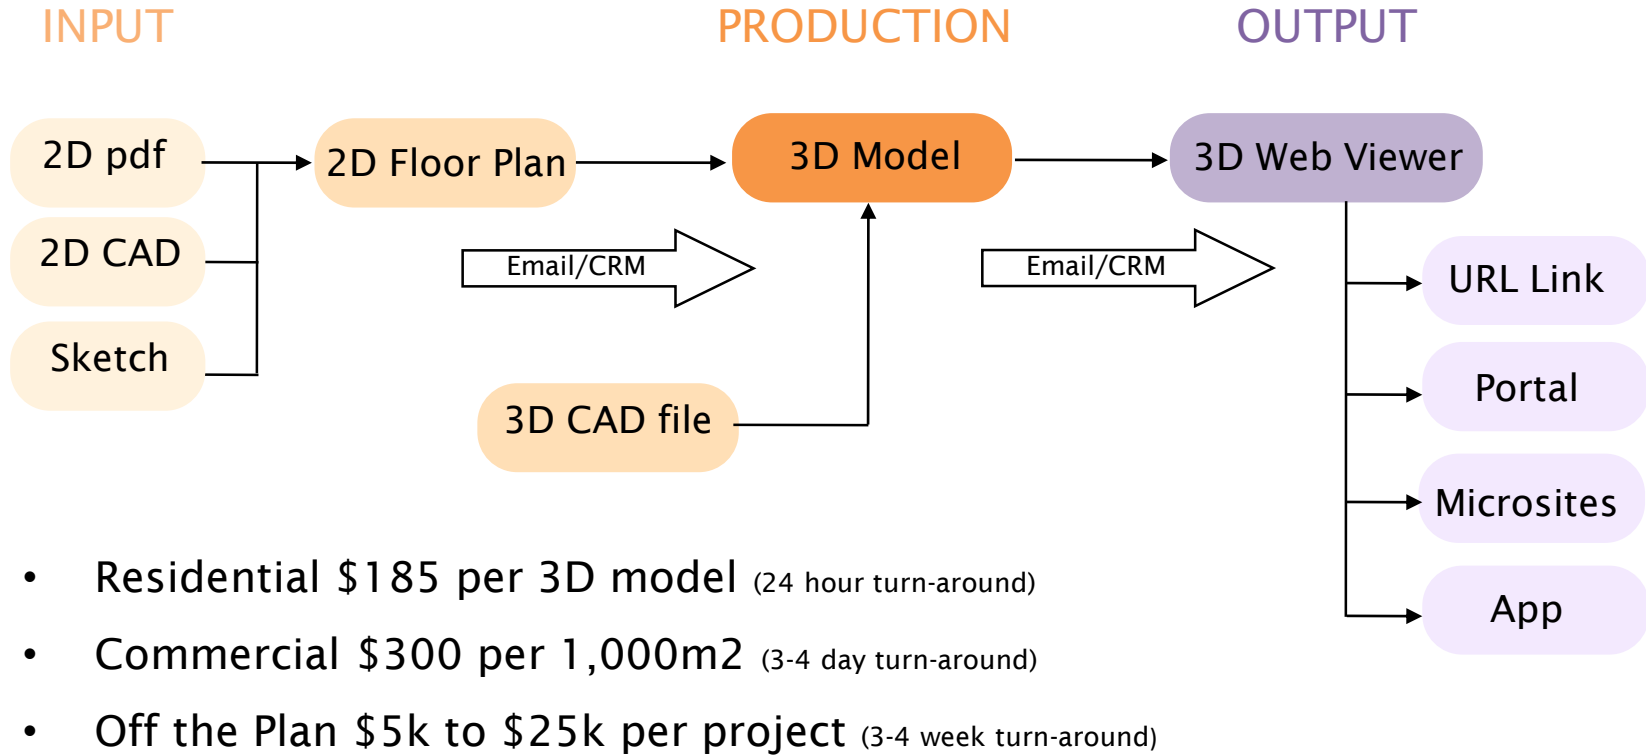 INPUT PRODUCTION OUTPUT
2D pdf
2D Floor Plan
3D Model
3D Web Viewer
2D CAD
Email/CRM
Email/CRM
URL Link
Sketch
Portal
3D CAD file
Microsites
App
• Residential $185 per 3D model (24 hour turn-around)
• Commercial $300 per 1,000m2 (3-4 day turn-around)
• Off the Plan $5k to $25k per project (3-4 week turn-around)